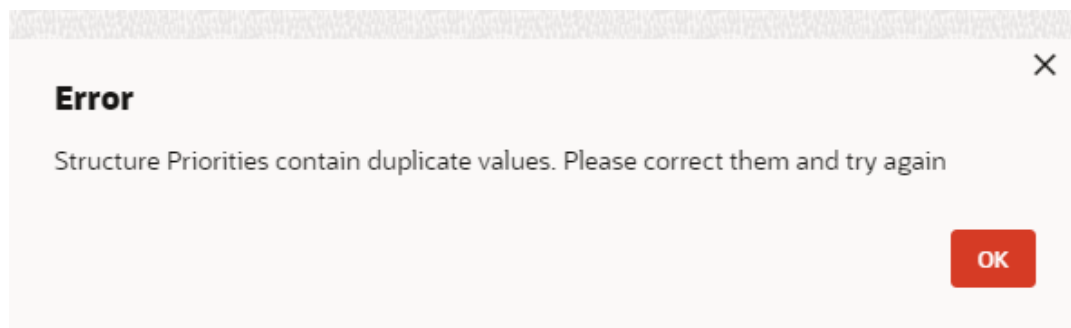 Error
Structure Priorities contain duplicate values. Please correct them and try again
OK